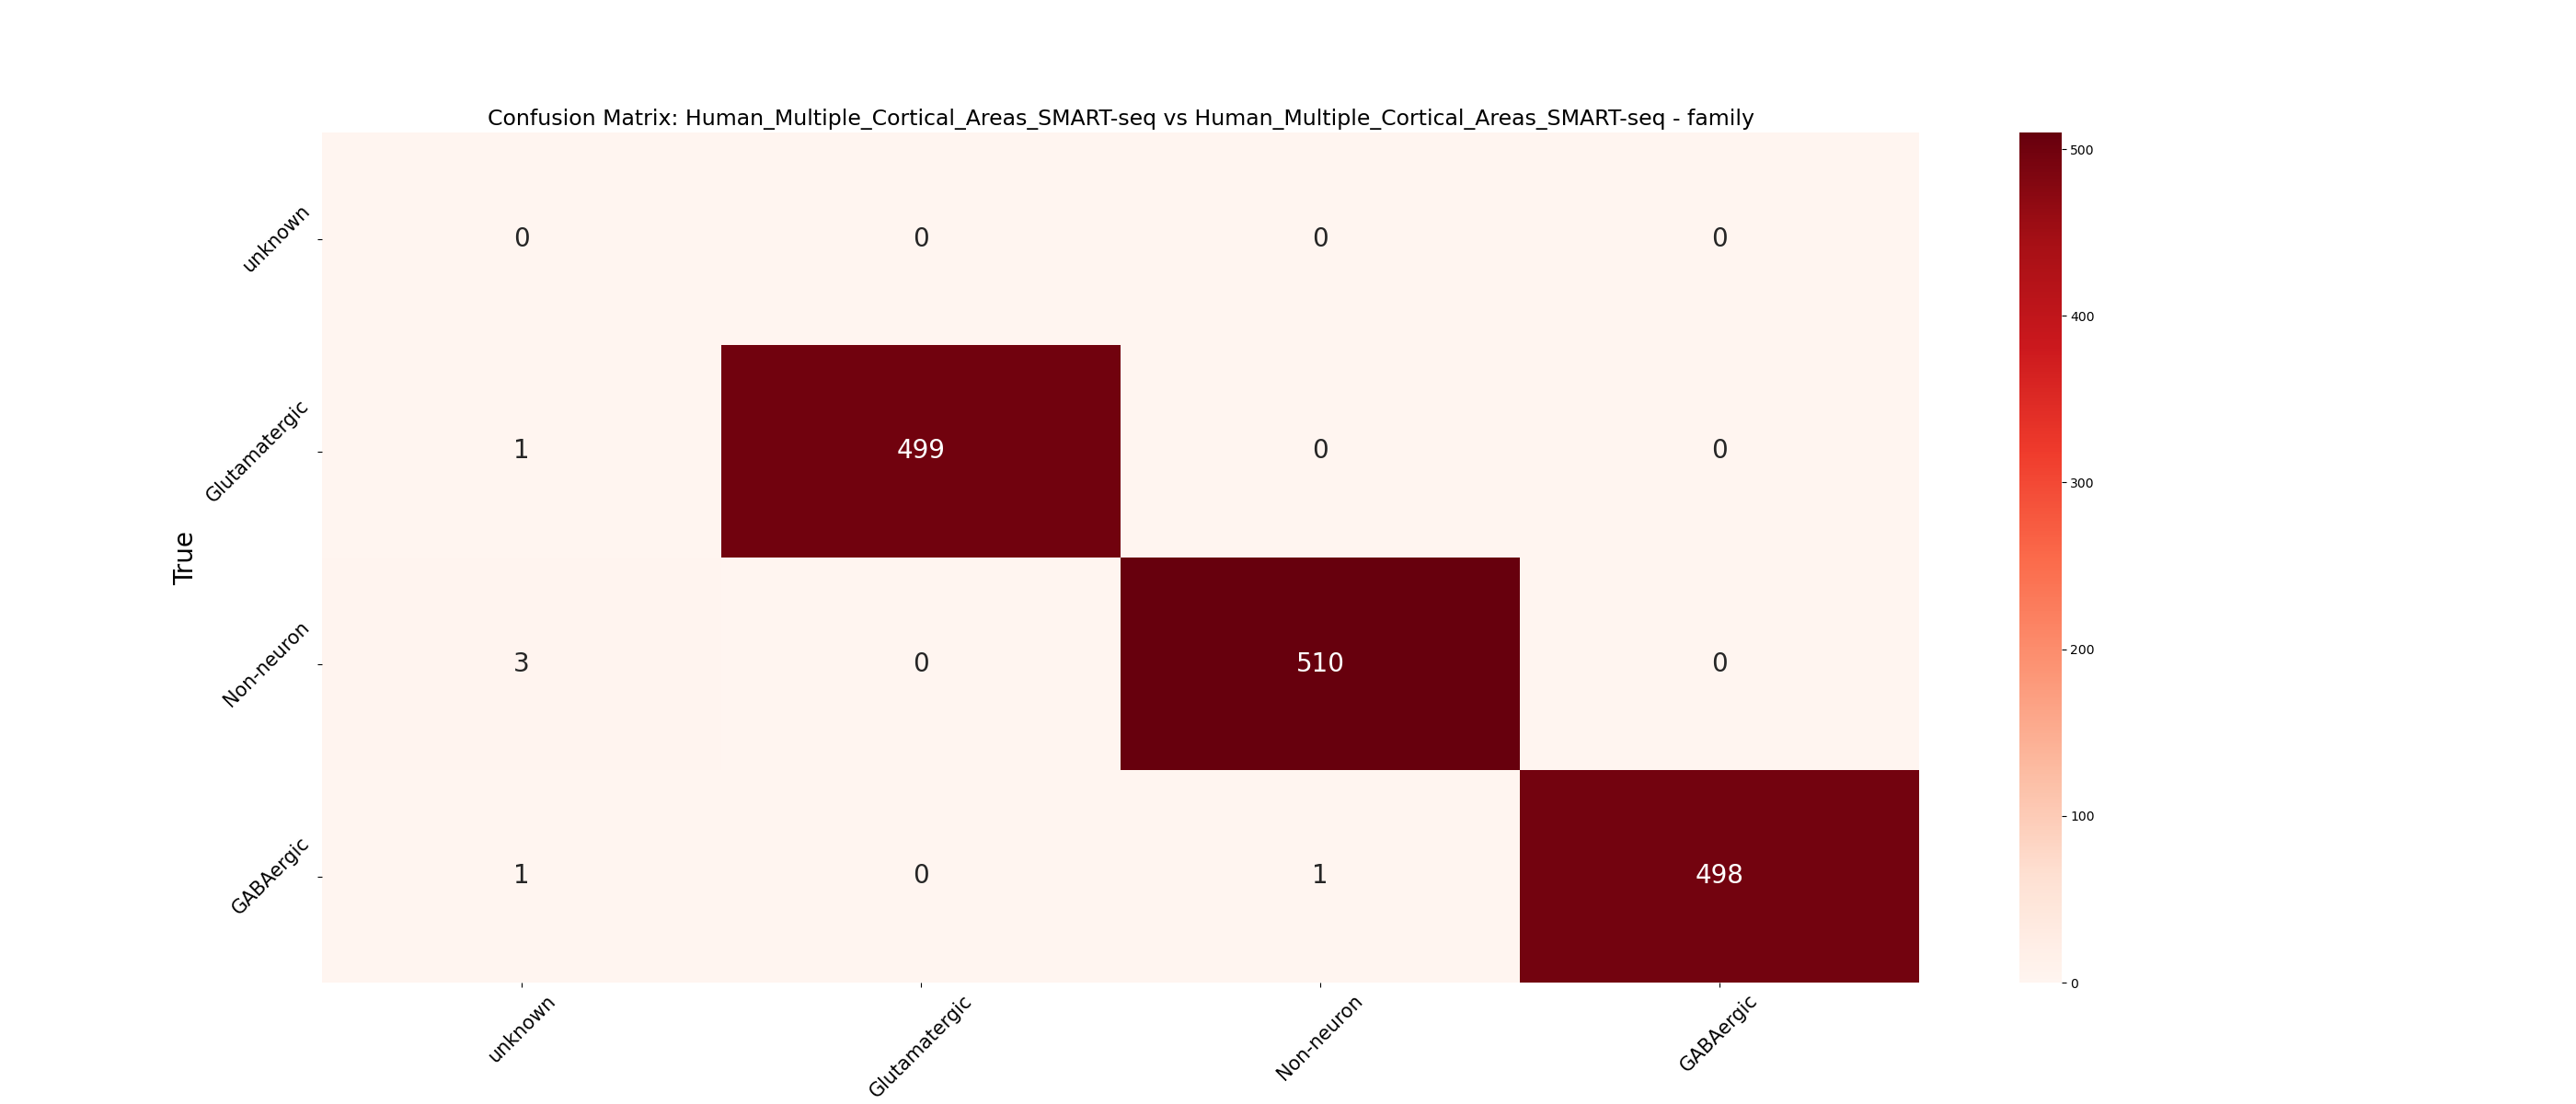 Confusion Matrix: Human_Multiple_Cortical_Areas_SMART-seq vs Human_Multiple_Cortical_Areas_SMART-seq - family
True
unknown 0 0 0 0
Glutamatergic 1 499 0 0
Non-neuron 3 0 510 0
GABAergic 1 0 1 498
unknown Glutamatergic Non-neuron GABAergic
500
400
300
200
100
0